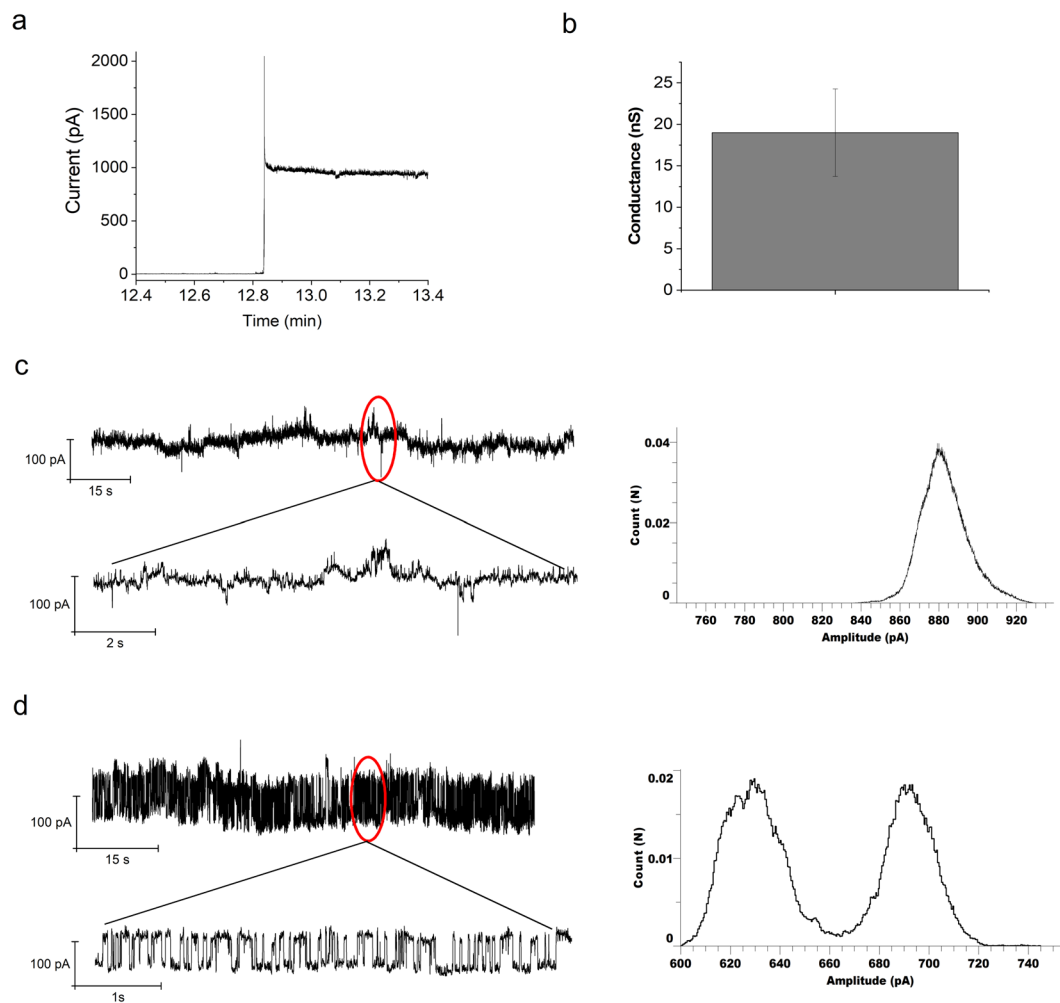 a
Current (pA)
2000
1500
1000
500
0
12.4 12.6 12.8 13.0 13.2 13.4
Time (min)
b
Conductance (nS)
25
20
15
10
5
0
c
100 pA
15 s
100 pA
2 s
Count (N)
0.04
0.02
0
760 780 800 820 840 860 880 900 920
Amplitude (pA)
d
100 pA
15 s
100 pA
1s
Count (N)
0.02
0.01
0
600 620 640 660 680 700 720 740
Amplitude (pA)